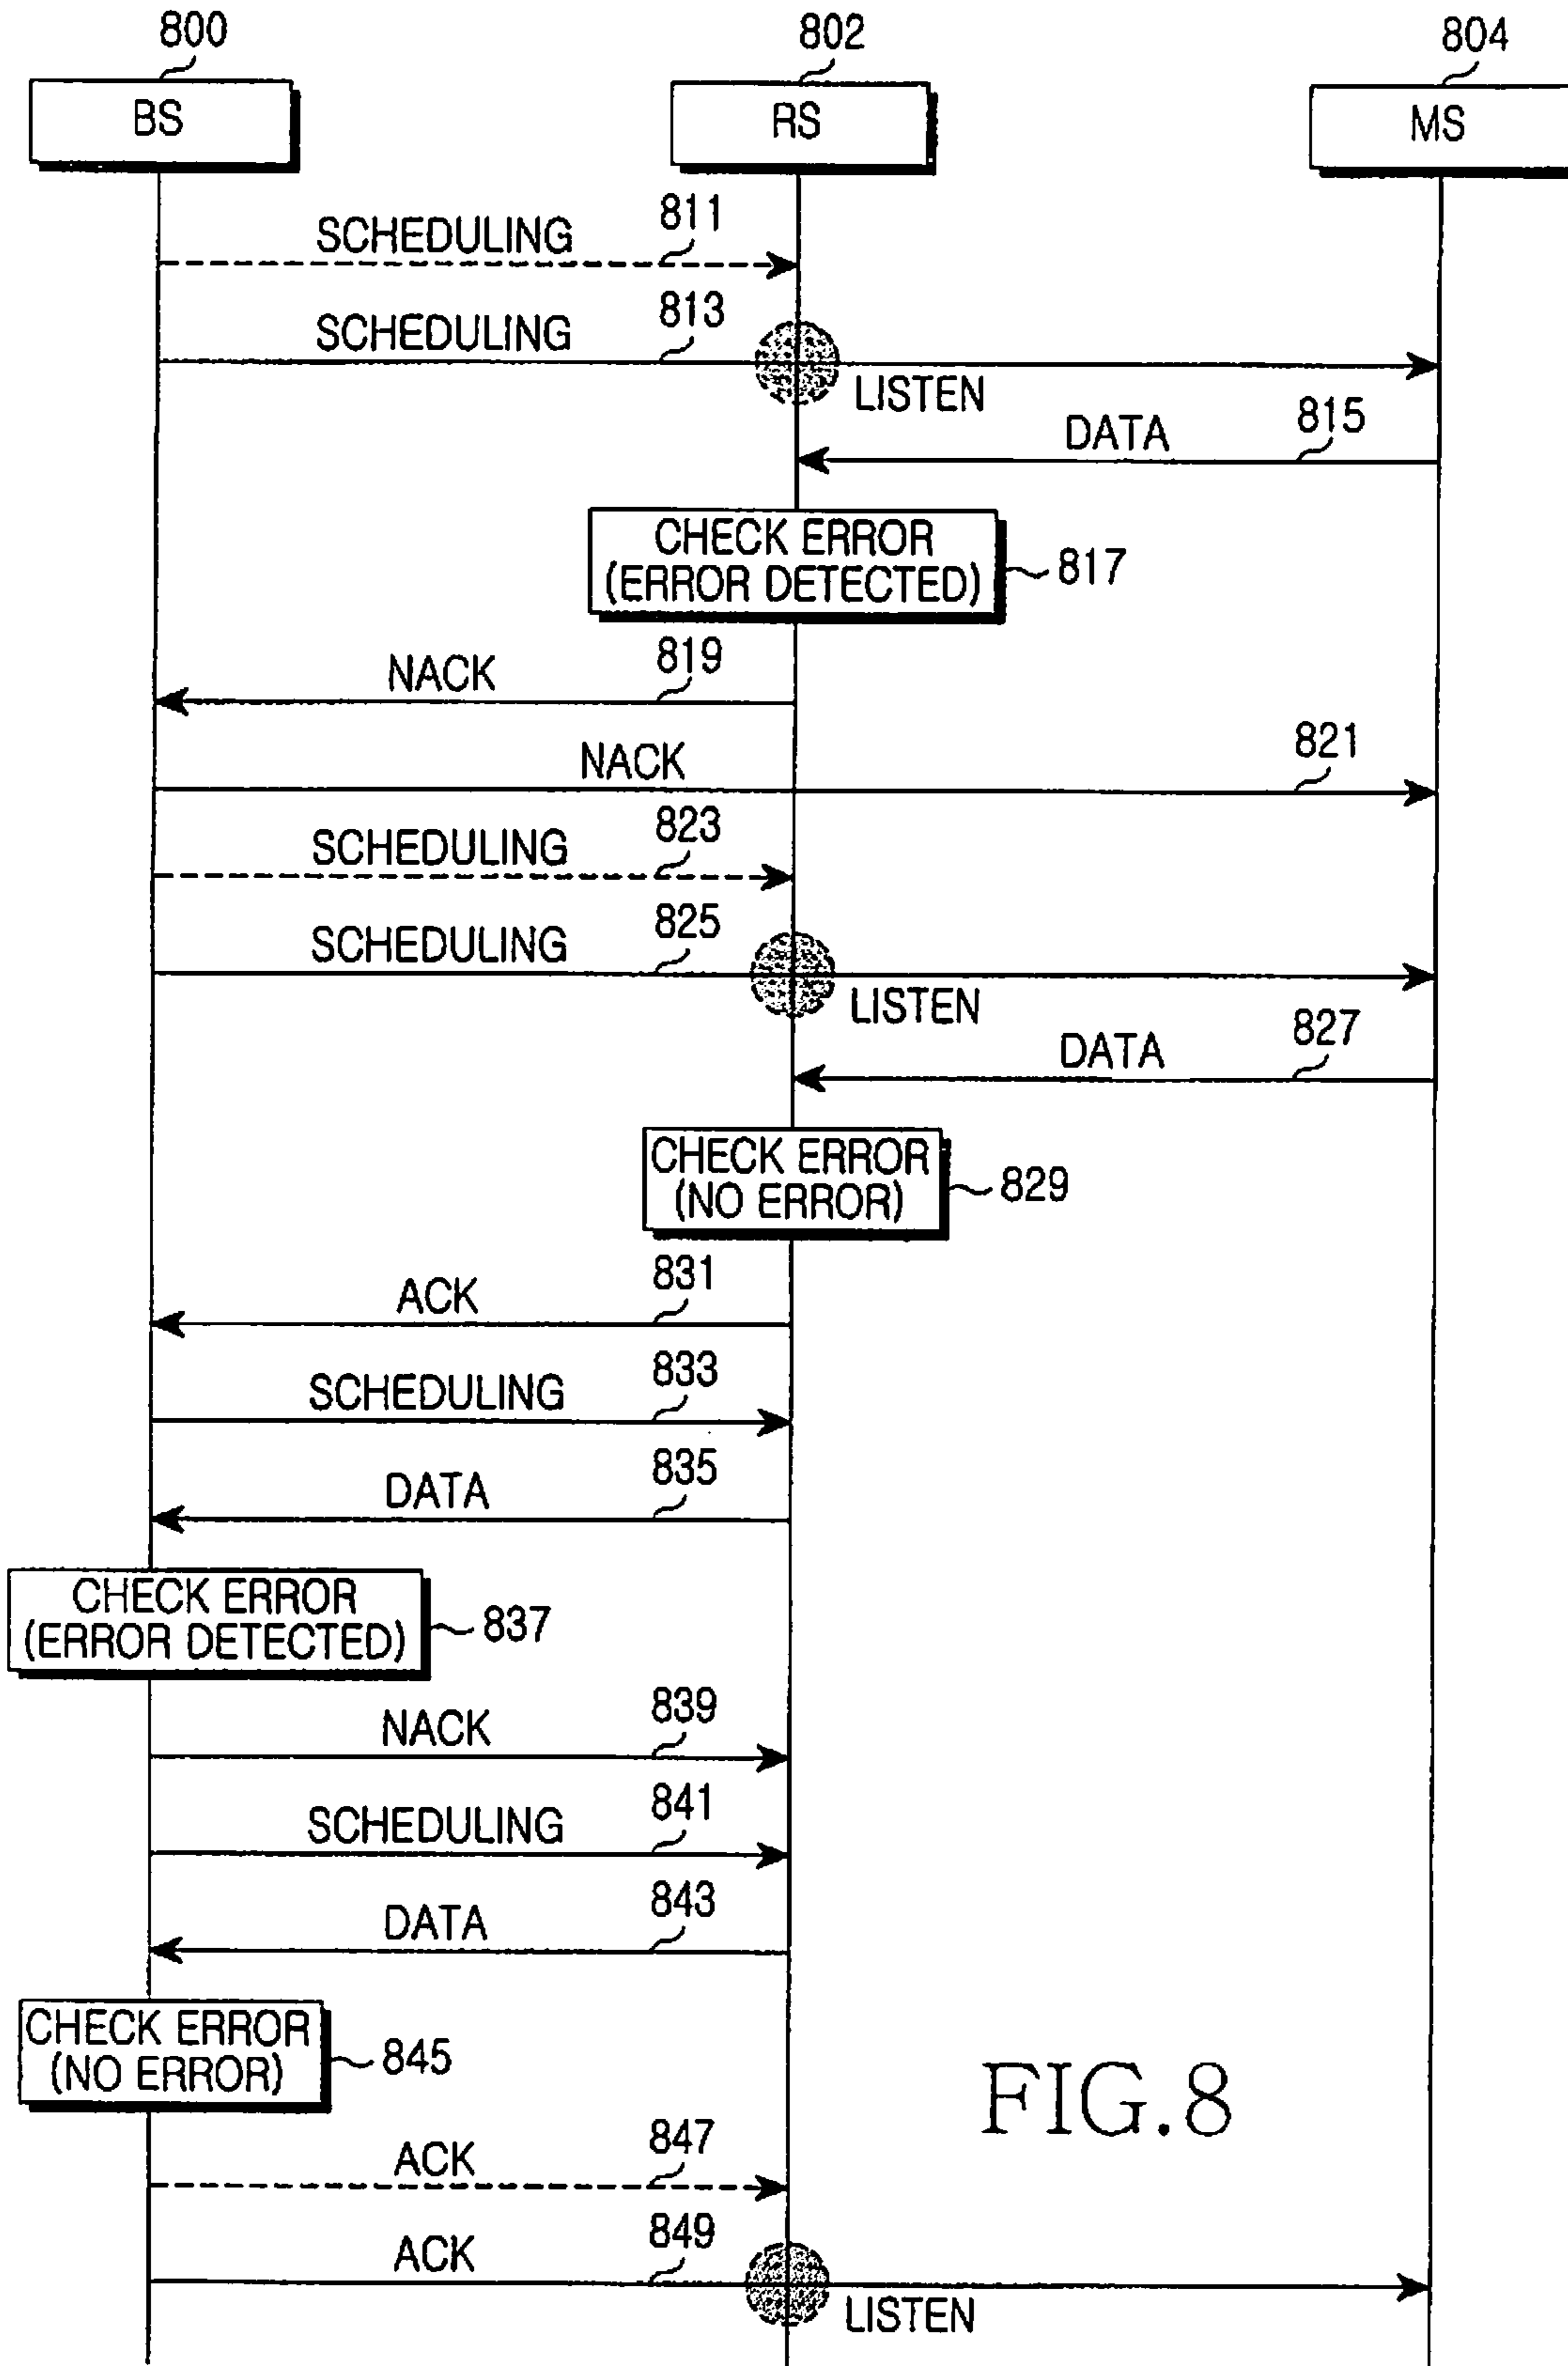 800
802
804
BS
RS
MS
SCHEDULING
811
SCHEDULING
813
LISTEN
DATA
815
CHECK ERROR
(ERROR DETECTED)
817
NACK
819
NACK
821
SCHEDULING
823
SCHEDULING
825
LISTEN
DATA
827
CHECK ERROR
(NO ERROR)
829
ACK
831
SCHEDULING
833
DATA
835
CHECK ERROR
(ERROR DETECTED)
837
NACK
839
SCHEDULING
841
DATA
843
CHECK ERROR
(NO ERROR)
845
FIG.8
ACK
847
ACK
849
LISTEN